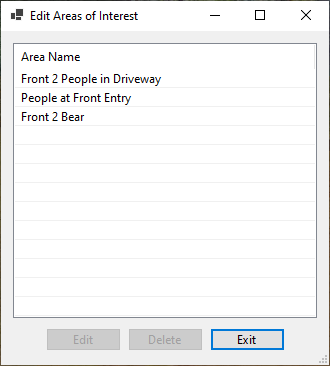 Edit Areas of Interest
Area Name
Front 2 People in Driveway
People at Front Entry
Front 2 Bear
Edit Delete Exit